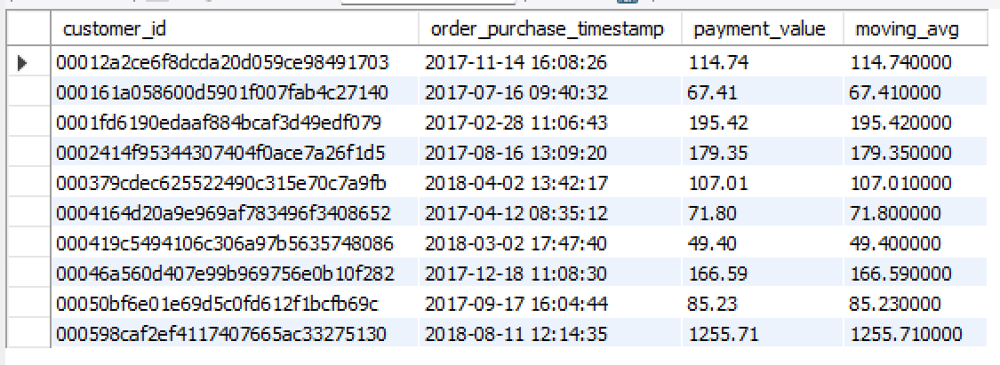 customer_id order_purchase_timestamp payment_value moving_avg
00012a2ce6f8dcda20d059ce98491703 2017-11-14 16:08:26 114.74 114.740000
000161a058600d5901f007fab4c27140 2017-07-16 09:40:32 67.41 67.410000
0001fd6190edaaf884bcaf3d49edf079 2017-02-28 11:06:43 195.42 195.420000
0002414f95344307404f0ace7a26f1d5 2017-08-16 13:09:20 179.35 179.350000
000379cdec625522490c315e70c7a9fb 2018-04-02 13:42:17 107.01 107.010000
0004164d20a9e969af783496f3408652 2017-04-12 08:35:12 71.80 71.800000
000419c5494106c306a97b5635748086 2018-03-02 17:47:40 49.40 49.400000
00046a560d407e99b969756e0b10f282 2017-12-18 11:08:30 166.59 166.590000
00050bf6e01e69d5c0fd612f1bcfb69c 2017-09-17 16:04:44 85.23 85.230000
000598caf2ef4117407665ac33275130 2018-08-11 12:14:35 1255.71 1255.710000